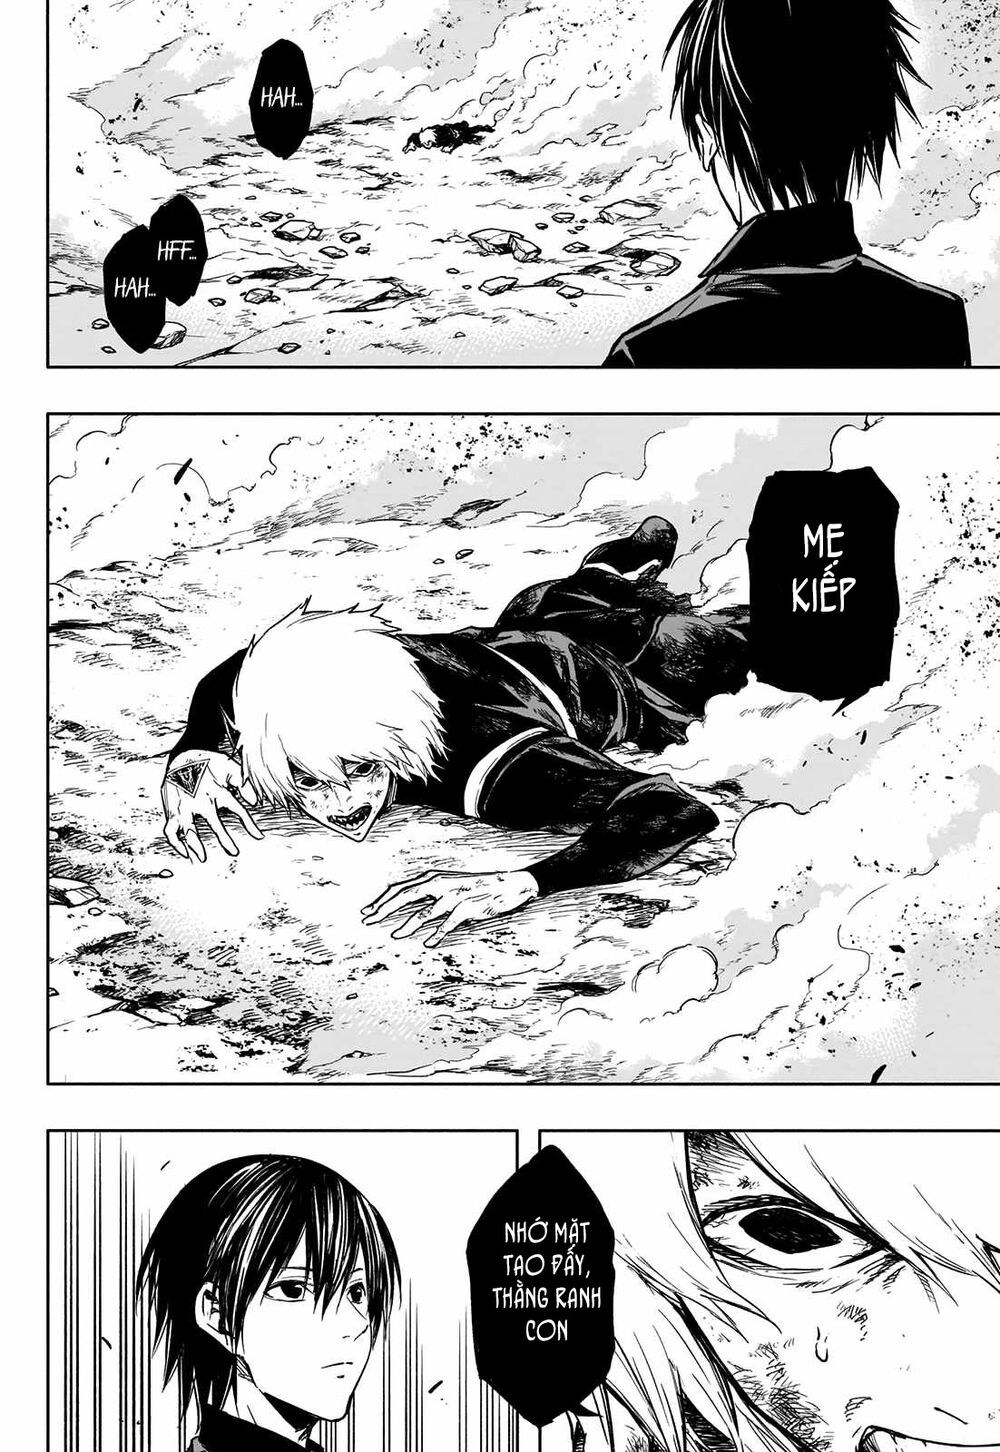 HAH...
HFF...
HAH...
MẸ
KIẾP
NHỚ MẶT
TAO ĐẤY,
THẰNG RANH
CON